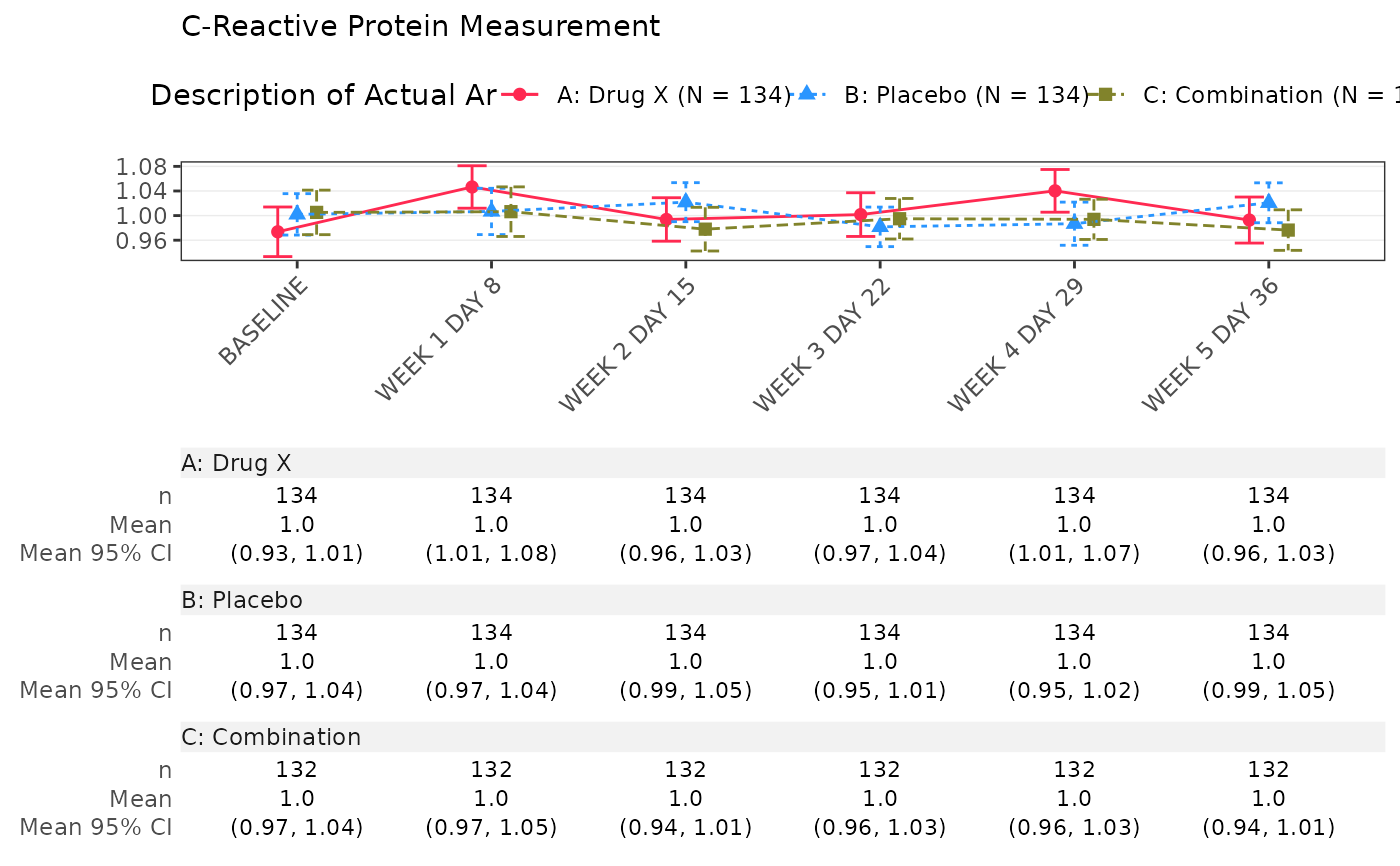 C-Reactive Protein Measurement
Description of Actual Ar A: Drug X (N = 134) B: Placebo (N = 134) C: Combination (N = 1
1.08
1.04
1.00
0.96
BASELINE WEEK 1 DAY 8 WEEK 2 DAY 15 WEEK 3 DAY 22 WEEK 4 DAY 29 WEEK 5 DAY 36
A: Drug X
n 134 134 134 134 134 134
Mean 1.0 1.0 1.0 1.0 1.0 1.0
Mean 95% CI (0.93, 1.01) (1.01, 1.08) (0.96, 1.03) (0.97, 1.04) (1.01, 1.07) (0.96, 1.03)
B: Placebo
n 134 134 134 134 134 134
Mean 1.0 1.0 1.0 1.0 1.0 1.0
Mean 95% CI (0.97, 1.04) (0.97, 1.04) (0.99, 1.05) (0.95, 1.01) (0.95, 1.02) (0.99, 1.05)
C: Combination
n 132 132 132 132 132 132
Mean 1.0 1.0 1.0 1.0 1.0 1.0
Mean 95% CI (0.97, 1.04) (0.97, 1.05) (0.94, 1.01) (0.96, 1.03) (0.96, 1.03) (0.94, 1.01)